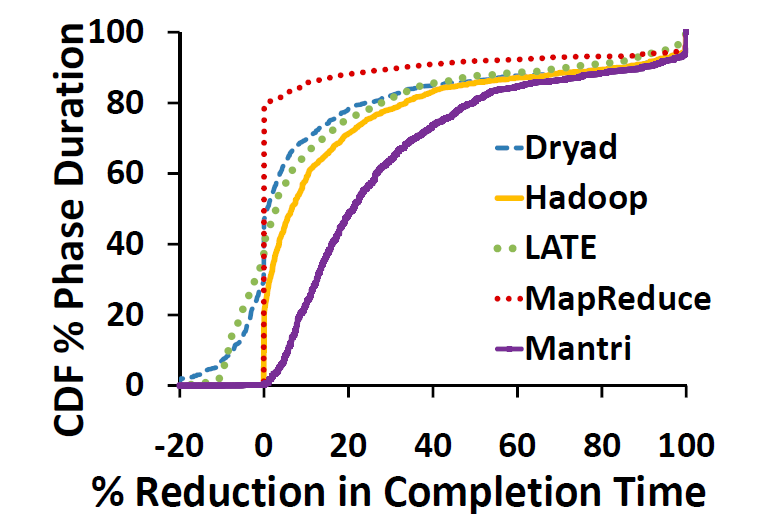 CDF % Phase Duration
100
80
60
40
20
0
Dryad
Hadoop
LATE
MapReduce
Mantri
-20 0 20 40 60 80 100
% Reduction in Completion Time